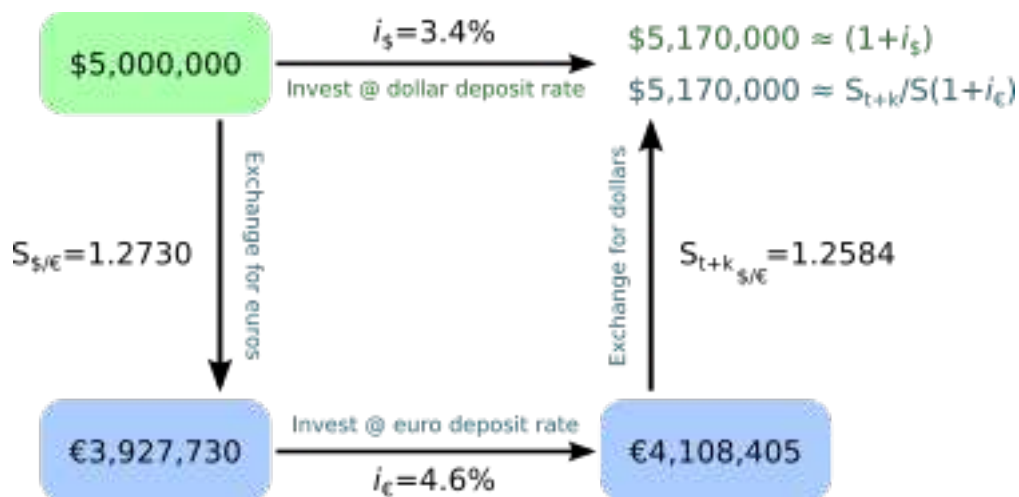 $5,000,000
i$=3.4%
Invest @ dollar deposit rate
$5,170,000 ≈ (1+i$)
$5,170,000 ≈ St+k/S(1+i€)
S$/€=1.2730
Exchange for euros
Exchange for dollars
St+k$/€=1.2584
€3,927,730
Invest @ euro deposit rate
i€=4.6%
€4,108,405